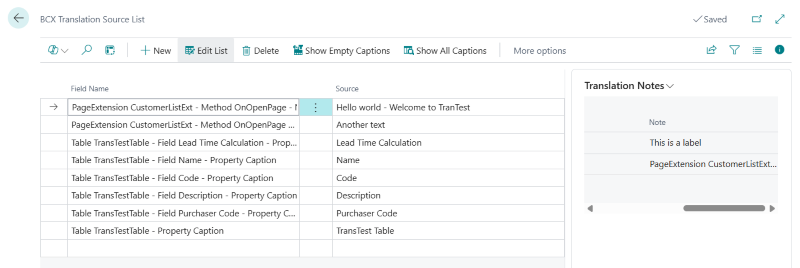 BCX Translation Source List
Saved
New
Edit List
Delete
Show Empty Captions
Show All Captions
More options
Field Name
Source
PageExtension CustomerListExt - Method OnOpenPage - 
Hello world - Welcome to TranTest
PageExtension CustomerListExt - Method OnOpenPage ...
Another text
Table TransTestTable - Field Lead Time Calculation - Prop...
Lead Time Calculation
Table TransTestTable - Field Name - Property Caption
Name
Table TransTestTable - Field Code - Property Caption
Code
Table TransTestTable - Field Description - Property Caption
Description
Table TransTestTable - Field Purchaser Code - Property C...
Purchaser Code
Table TransTestTable - Property Caption
TransTest Table
Translation Notes
Note
This is a label
PageExtension CustomerListExt...